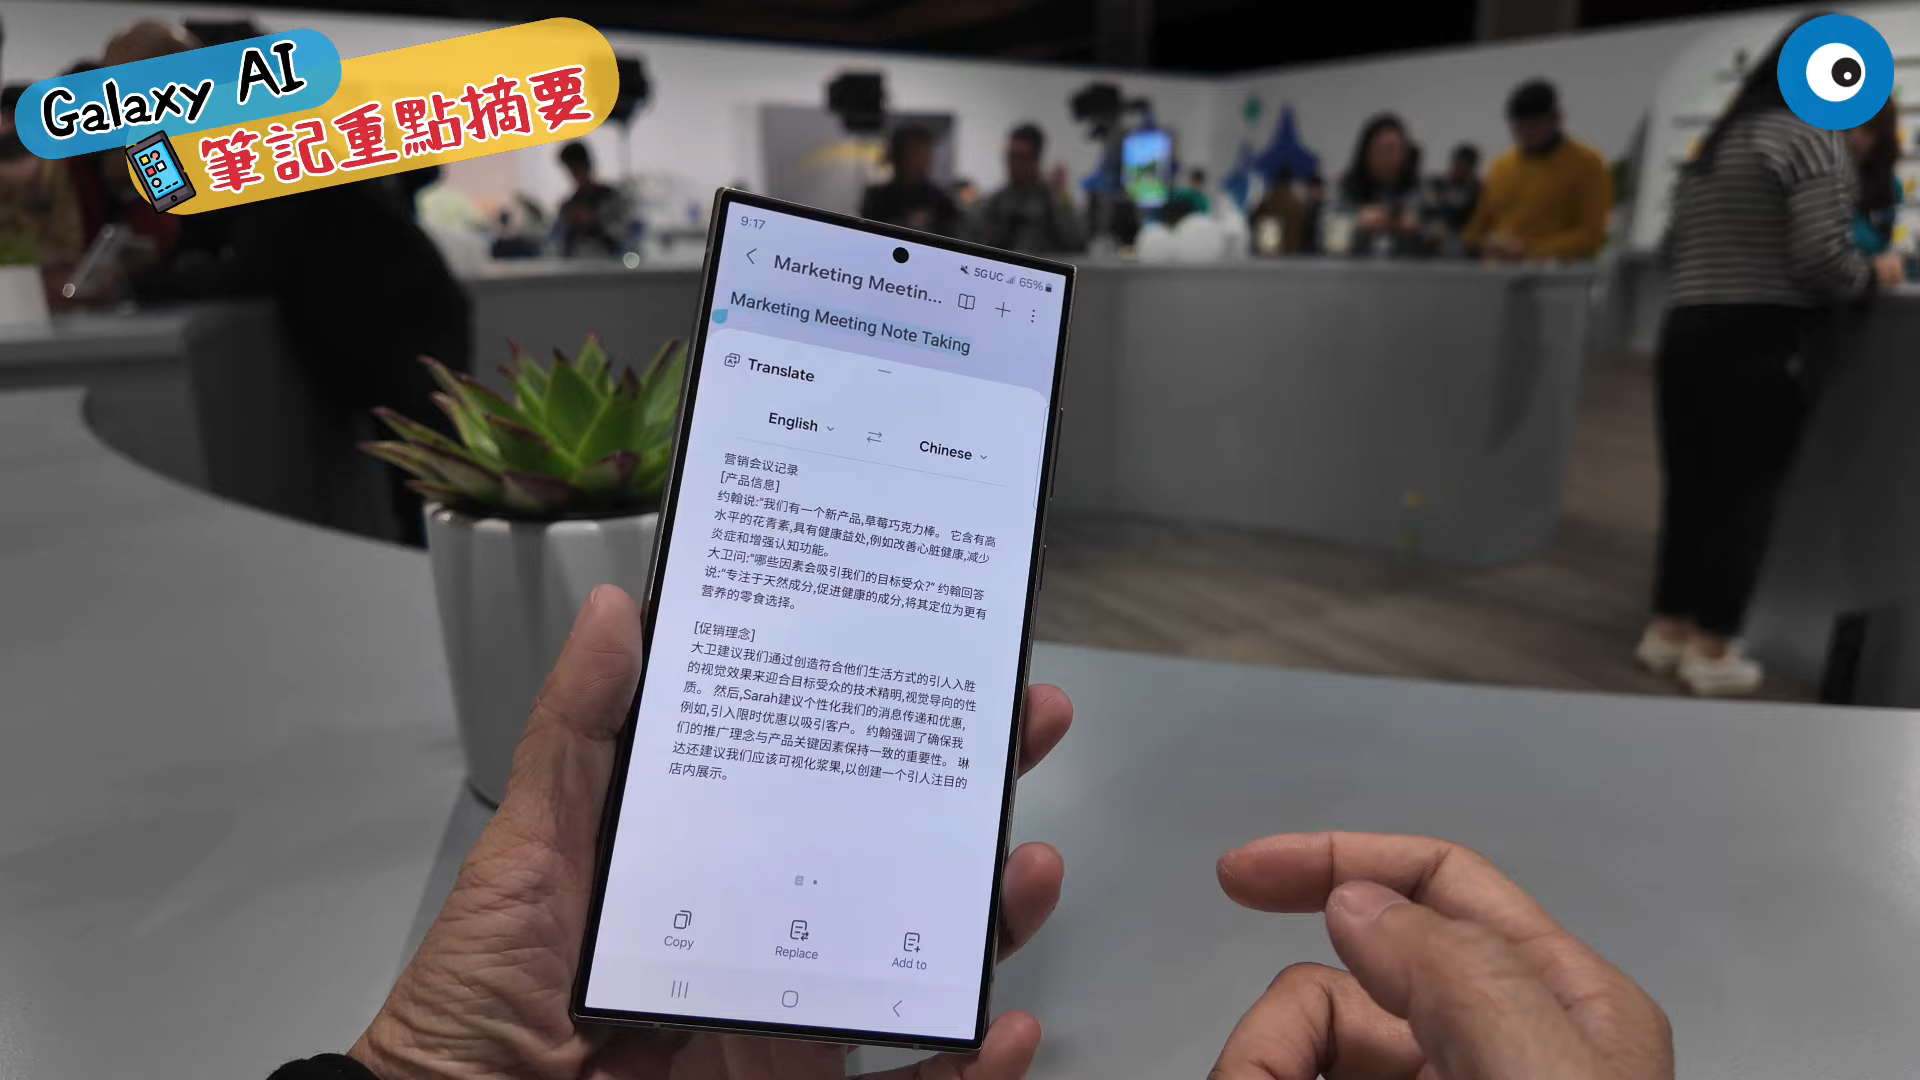 Galaxy AI
筆記重點摘要
9:17
5GUC 65%
Marketing Meetin...
Marketing Meeting Note Taking
Translate
English
Chinese
营销会议记录
[产品信息]
约翰说:“我们有一个新产品,草莓巧克力棒。 它含有高
水平的花青素,具有健康益处,例如改善心脏健康,减少
炎症和增强认知功能。
大卫问:“哪些因素会吸引我们的目标受众?” 约翰回答
说:“专注于天然成分,促进健康的成分,将其定位为更有
营养的零食选择。
[促销理念]
大卫建议我们通过创造符合他们生活方式的引人入胜
的视觉效果来迎合目标受众的技术精明,视觉导向的性
质。 然后,Sarah建议个性化我们的消息传递和优惠,
例如,引入限时优惠以吸引客户。 约翰强调了确保我
们的推广理念与产品关键因素保持一致的重要性。 琳
达还建议我们应该可视化浆果,以创建一个引人注目的
店内展示。
Copy
Replace
Add to